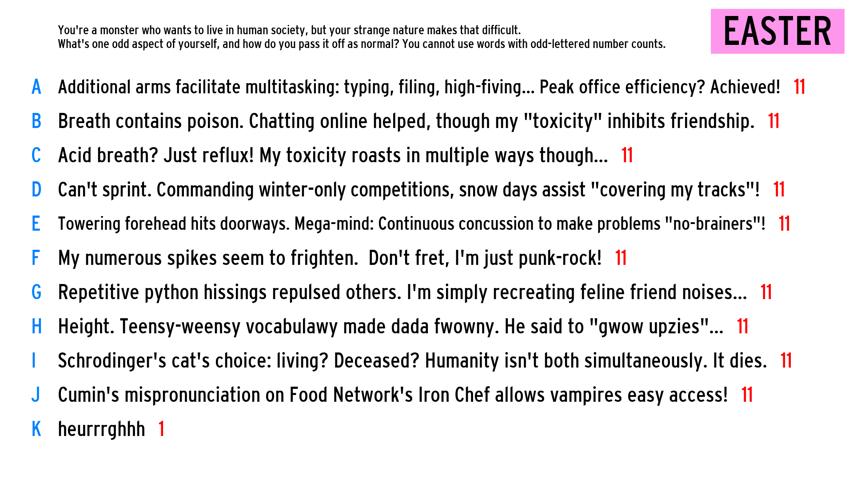 You're a monster who wants to live in human society, but your strange nature makes that difficult.
What's one odd aspect of yourself, and how do you pass it off as normal? You cannot use words with odd-lettered number counts.
EASTER
A Additional arms facilitate multitasking: typing, filing, high-fiving... Peak office efficiency? Achieved! 11
B Breath contains poison. Chatting online helped, though my "toxicity" inhibits friendship. 11
C Acid breath? Just reflux! My toxicity roasts in multiple ways though... 11
D Can't sprint. Commanding winter-only competitions, snow days assist "covering my tracks"! 11
E Towering forehead hits doorways. Mega-mind: Continuous concussion to make problems "no-brainers"! 11
F My numerous spikes seem to frighten. Don't fret, I'm just punk-rock! 11
G Repetitive python hissings repulsed others. I'm simply recreating feline friend noises... 11
H Height. Teensy-weensy vocabulawy made dada fwowny. He said to "gwow upzies"... 11
I Schrodinger's cat's choice: living? Deceased? Humanity isn't both simultaneously. It dies. 11
J Cumin's mispronunciation on Food Network's Iron Chef allows vampires easy access! 11
K heurrrghhh 1